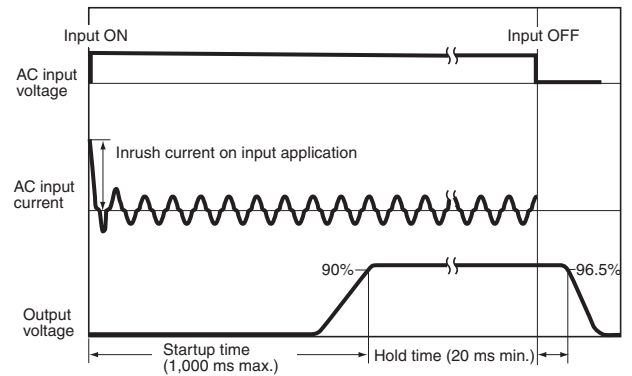 Input ON
Input OFF
AC input
voltage
Inrush current on input application
AC input
current
90%
96.5%
Output
voltage
Startup time
(1,000 ms max.)
Hold time (20 ms min.)